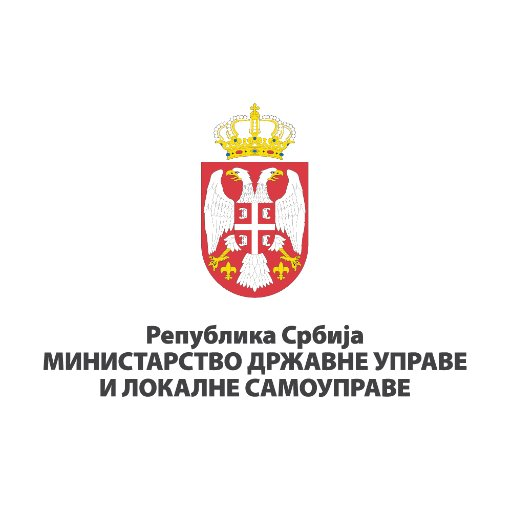 Република Србија
МИНИСТАРСТВО ДРЖАВНЕ УПРАВЕ
И ЛОКАЛНЕ САМОУПРАВЕ